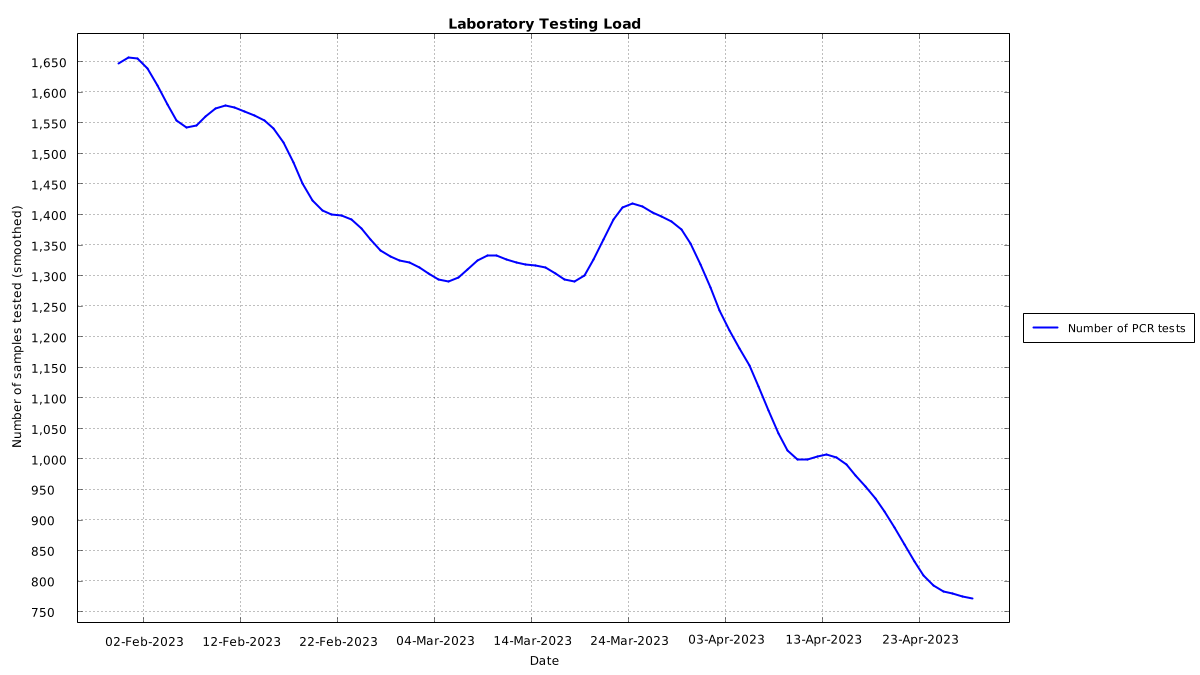 Laboratory Testing Load
Number of samples tested (smoothed)
1,650
1,600
1,550
1,500
1,450
1,400
1,350
1,300
1,250
1,200
1,150
1,100
1,050
1,000
950
900
850
800
750
02-Feb-2023
12-Feb-2023
22-Feb-2023
04-Mar-2023
14-Mar-2023
24-Mar-2023
03-Apr-2023
13-Apr-2023
23-Apr-2023
Date
Number of PCR tests